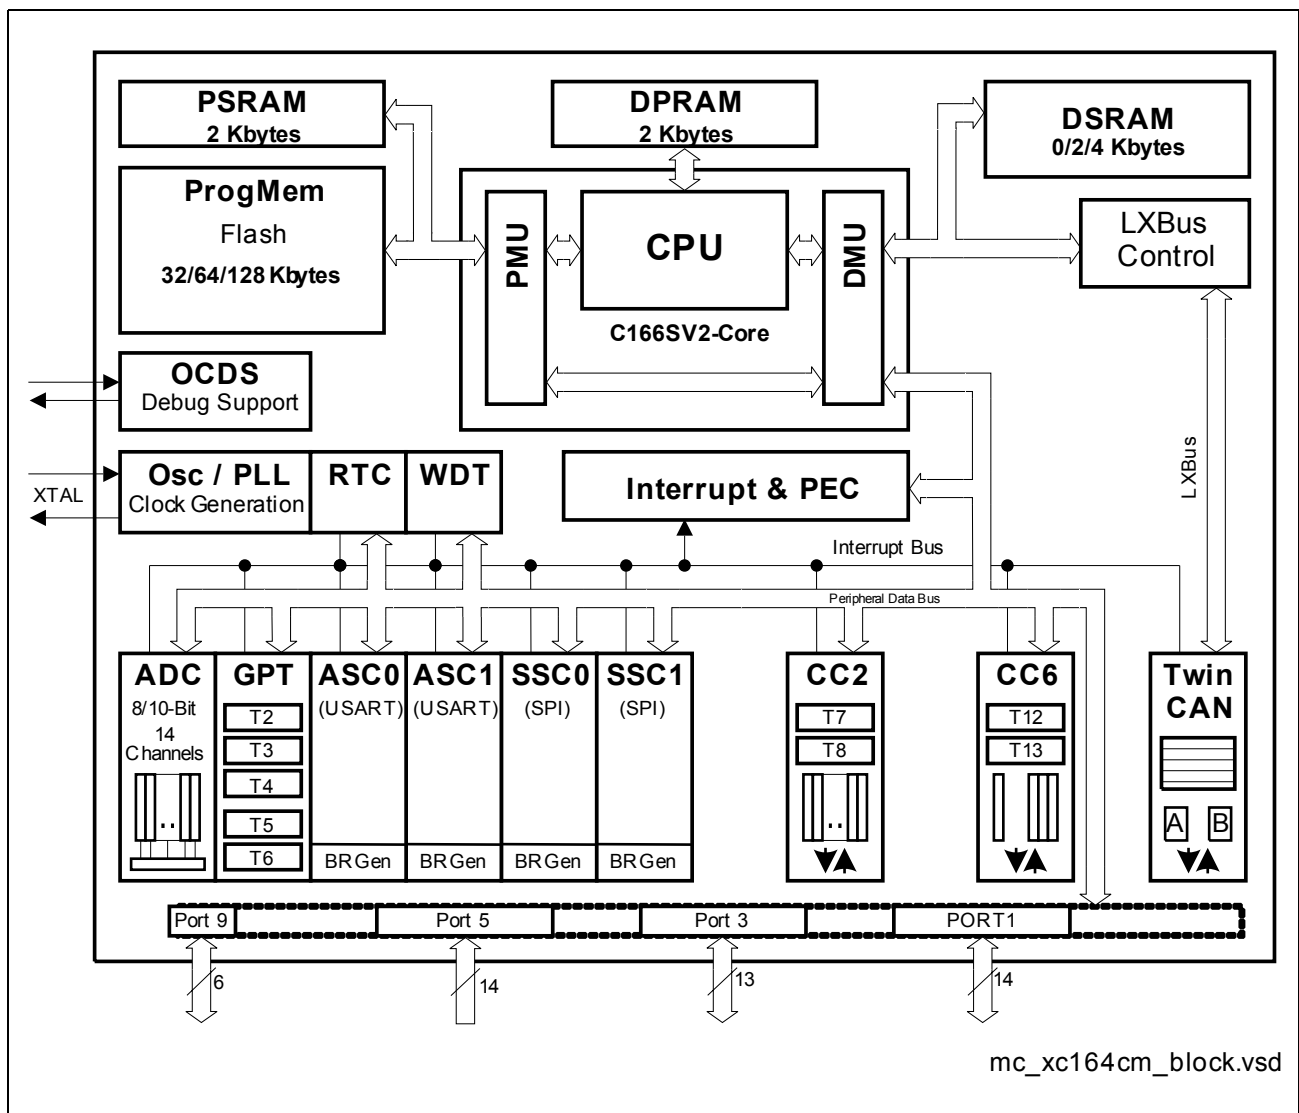 PSRAM
2 Kbytes
DPRAM
2 Kbytes
DSRAM
0/2/4 Kbytes
ProgMem
Flash
32/64/128 Kbytes
PMU
CPU
DMU
C166SV2-Core
LXBus
Control
OCDS
Debug Support
Osc / PLL
Clock Generation
RTC
WDT
XTAL
Interrupt & PEC
LXBus
Interrupt Bus
Peripheral Data Bus
ADC
8/10-Bit
14
Channels
..
GPT
T2
T3
T4
T5
T6
ASC0
(USART)
BRGen
ASC1
(USART)
BRGen
SSC0
(SPI)
BRGen
SSC1
(SPI)
BRGen
CC2
T7
T8
..
CC6
T12
T13
Twin
CAN
A
B
Port 9
Port 5
Port 3
PORT1
6
14
13
14
mc_xc164cm_block.vsd